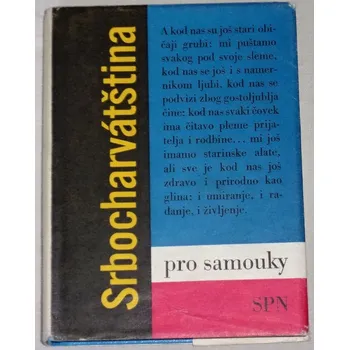 Srbocharvátština
A kod nas su još stari obi-
čaji grubi: mi poštamo
svakog pod svoje sleme,
kod nas se još i s namer-
nikom ljubi, kod nas se
podvizi zbog gostoljublja
čine: kod nas svaki čovek
ima čitavo pleme prija-
telja i rodbine... mi još
imamo starinske alate,
ali sve je kod nas još
zdravo i prirodno kao
glina: i umiranje, i ra-
đanje, i življenje.
pro samouky
SPN